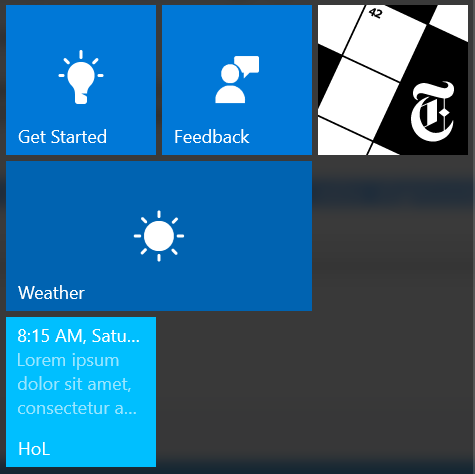 Get Started
Feedback
42
T
Weather
8:15 AM, Satu...
Lorem ipsum
dolor sit amet,
consectetur a...
HoL